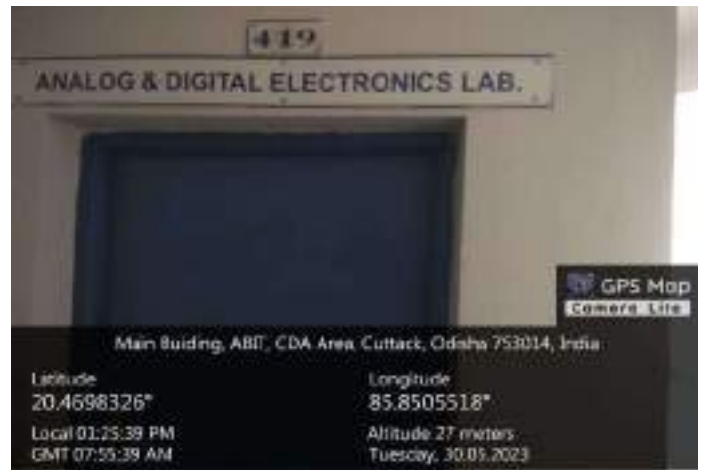 419
ANALOG & DIGITAL ELECTRONICS LAB.
GPS Map
Camera Lite
Main Buiding, ABIT, CDA Area, Cuttack, Odisha 753014, India
Latitude
20.4698326°
Longitude
85.8505518°
Local 01:25:39 PM
GMT 07:55:39 AM
Altitude 27 meters
Tuesday, 30.05.2023